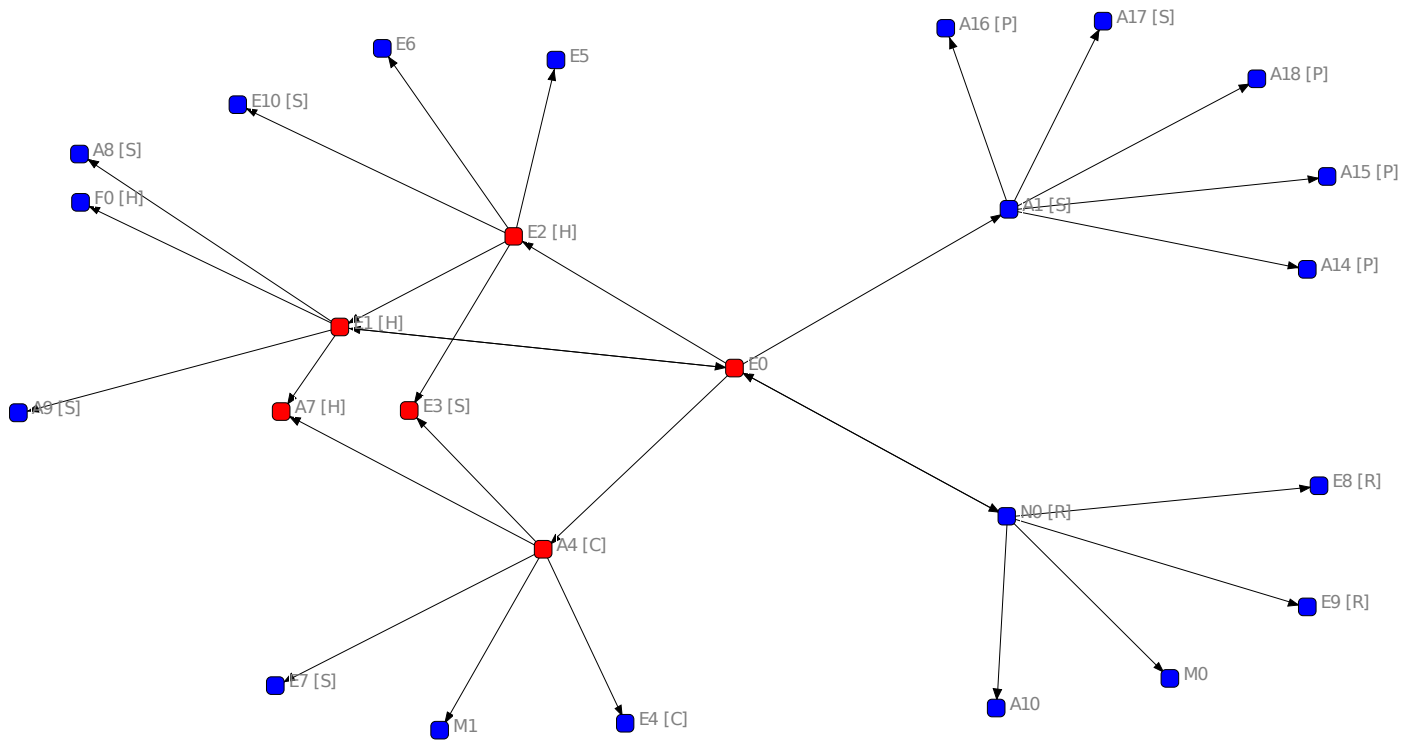 A17 [S]
A16 [P]
E6
E5
A18 [P]
E10 [S]
A8 [S]
A15 [P]
F0 [H]
A1 [S]
E2 [H]
A14 [P]
E1 [H]
E0
A7 [H]
E3 [S]
A9 [S]
E8 [R]
N0 [R]
A4 [C]
E9 [R]
M0
E7 [S]
A10
E4 [C]
M1